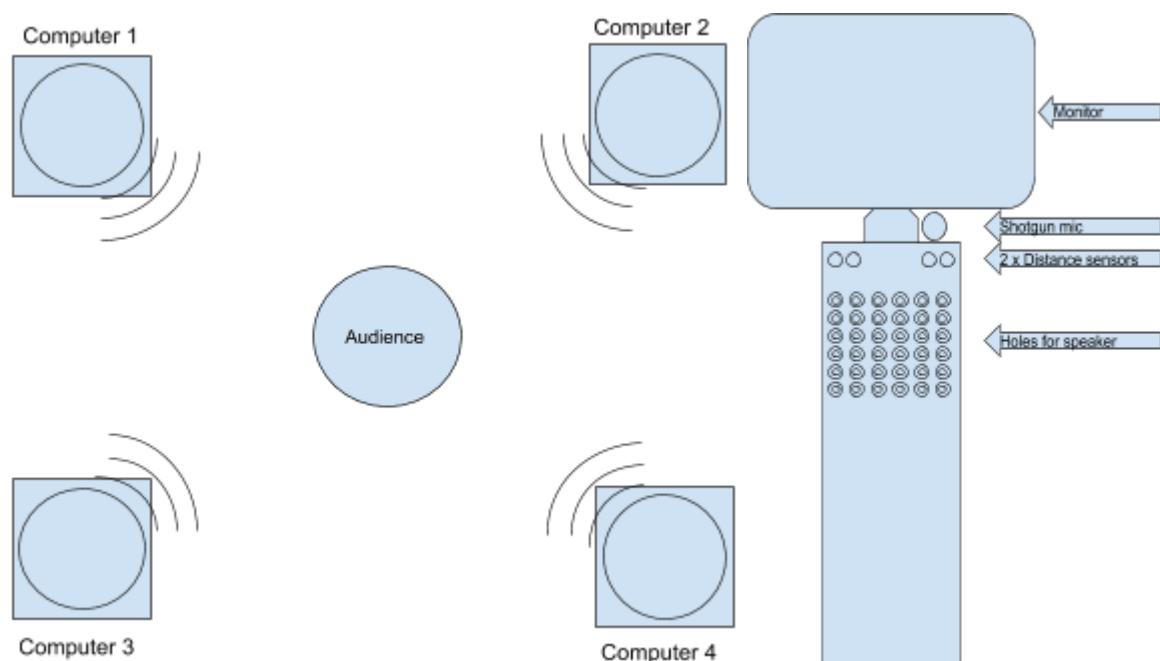 Computer 1
Computer 2
Monitor
Shotgun mic
2 x Distance sensors
Audience
Holes for speaker
Computer 3
Computer 4